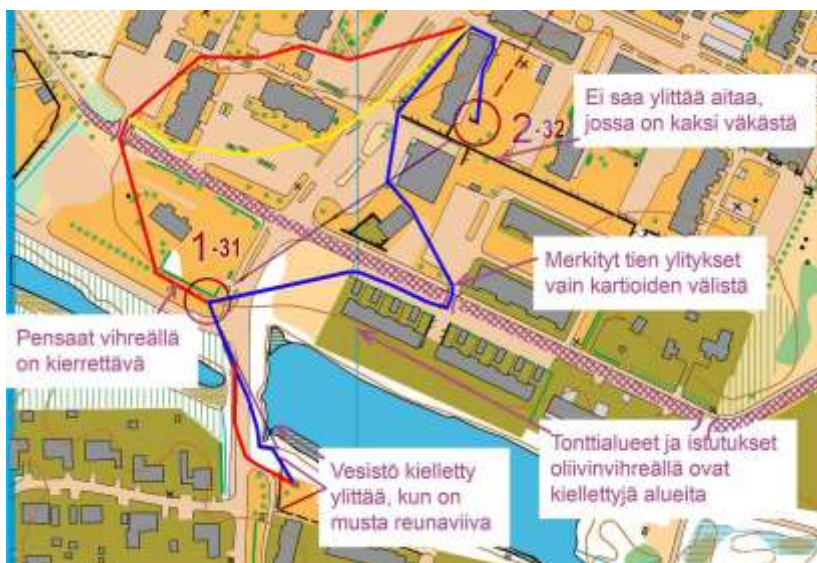 Ei saa ylittää aitaa,
jossa on kaksi väkästä
2-32
1-31
Merkityt tien ylitykset
vain kartioiden välistä
Pensaat vihreällä
on kierrettävä
Vesistö kielletty
ylittää, kun on
musta reunaviiva
Tonttialueet ja istutukset
oliivinvihreällä ovat
kiellettyjä alueita